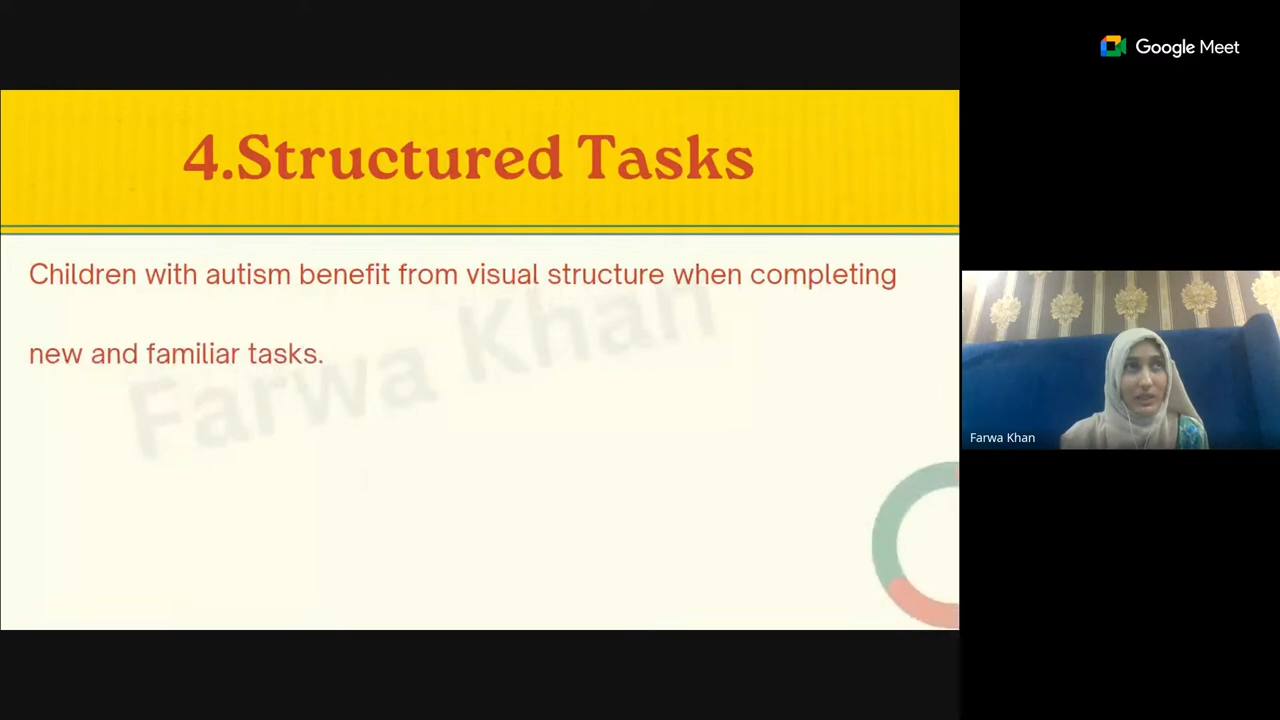 Google Meet
4.Structured Tasks
Children with autism benefit from visual structure when completing
new and familiar tasks.
Farwa Khan
Farwa Khan